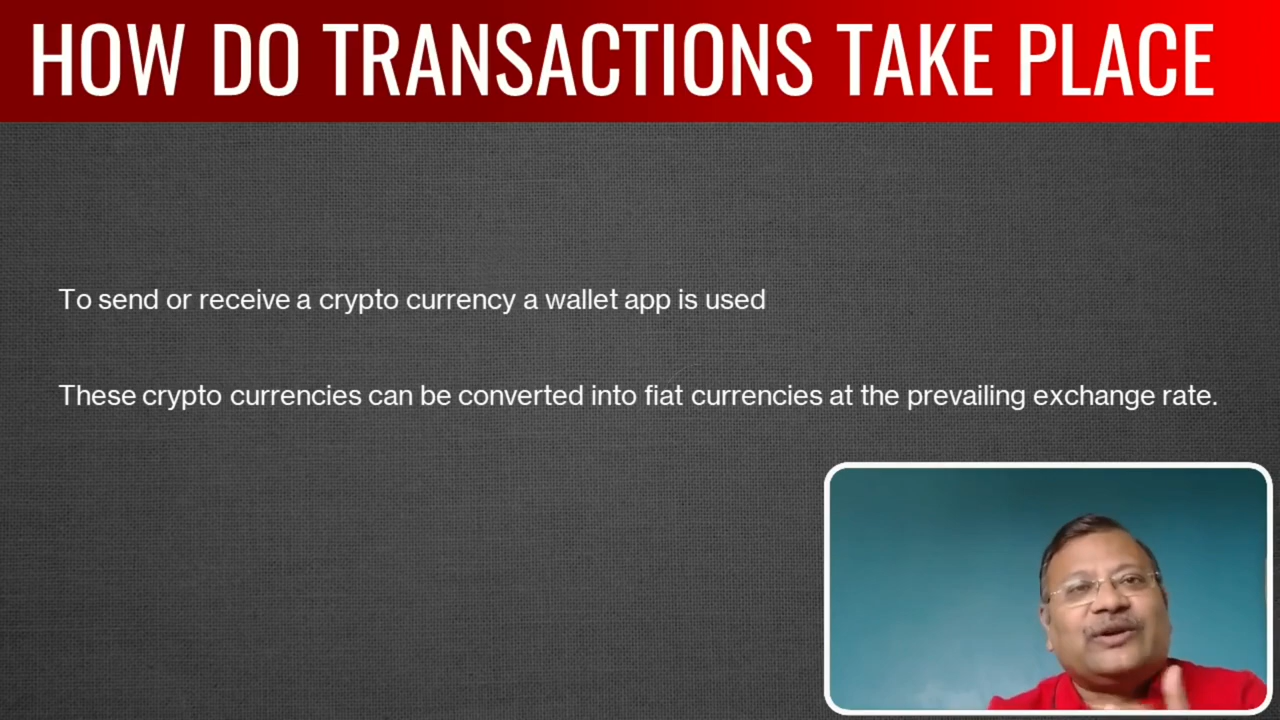 HOW DO TRANSACTIONS TAKE PLACE
To send or receive a crypto currency a wallet app is used
These crypto currencies can be converted into fiat currencies at the prevailing exchange rate.